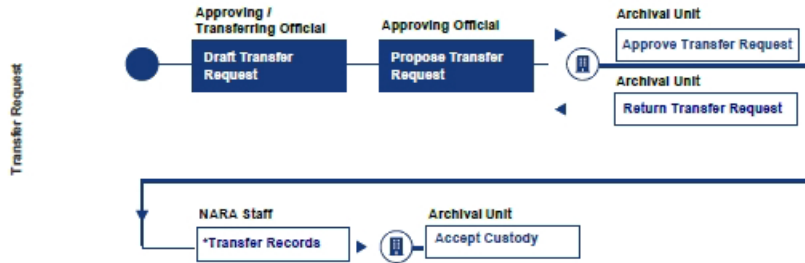 Transfer Request
Approving /
Transferring Official
Draft Transfer
Request
Approving Official
Propose Transfer
Request
Archival Unit
Approve Transfer Request
Archival Unit
Return Transfer Request
NARA Staff
*Transfer Records
Archival Unit
Accept Custody